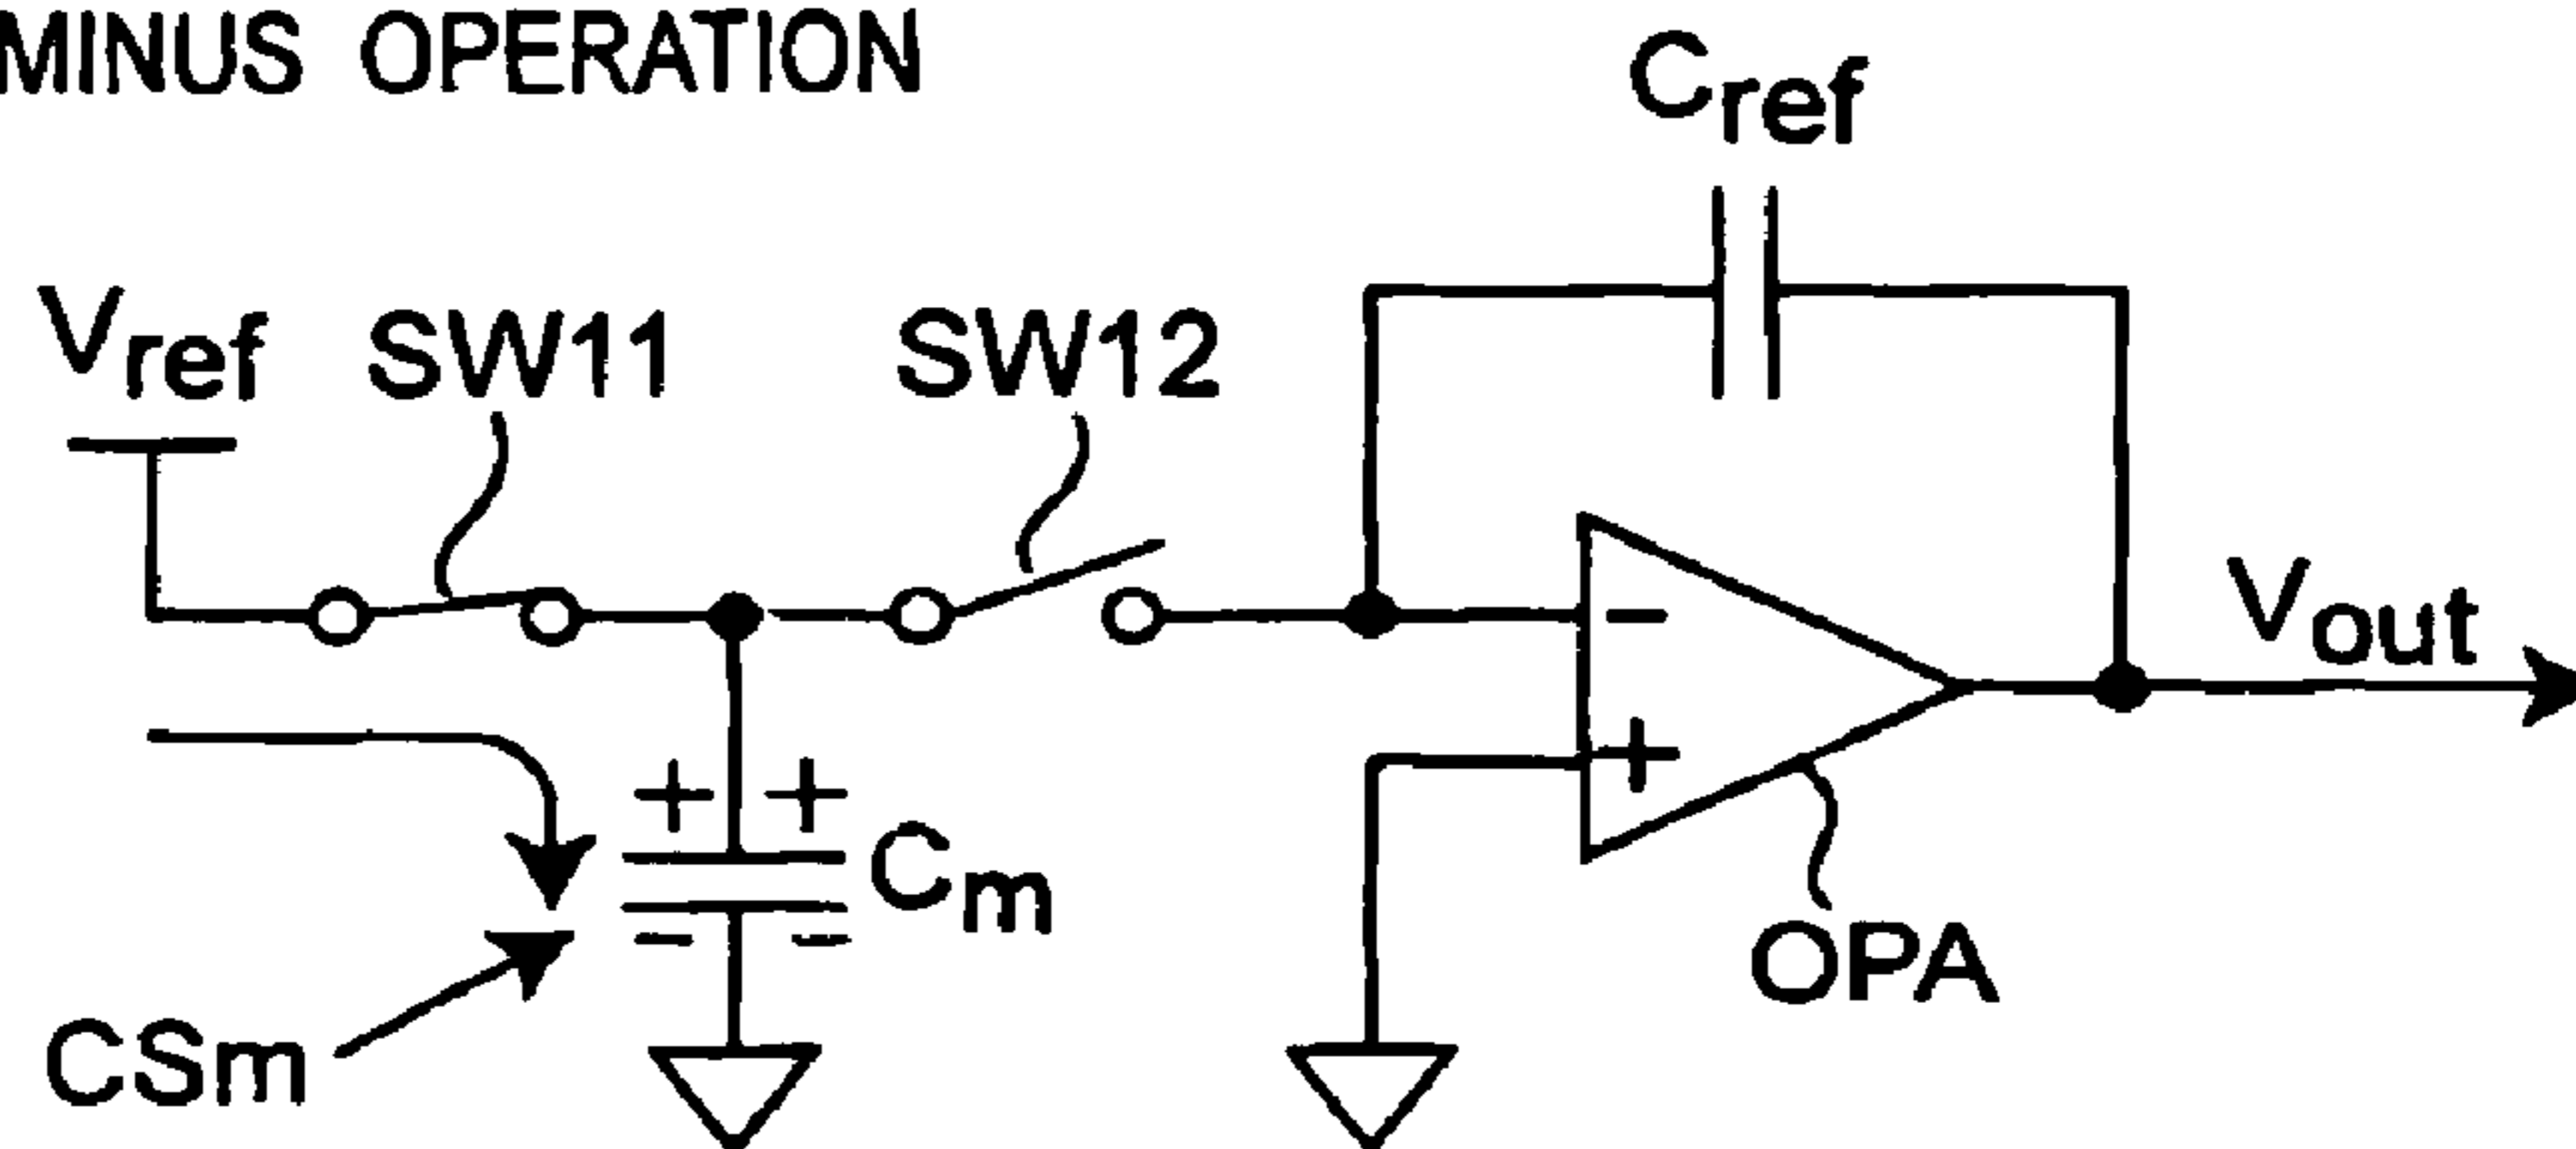 MINUS OPERATION
Cref
Vref
SW11
SW12
Vout
+ +
Cm
- -
-
+
OPA
CSm